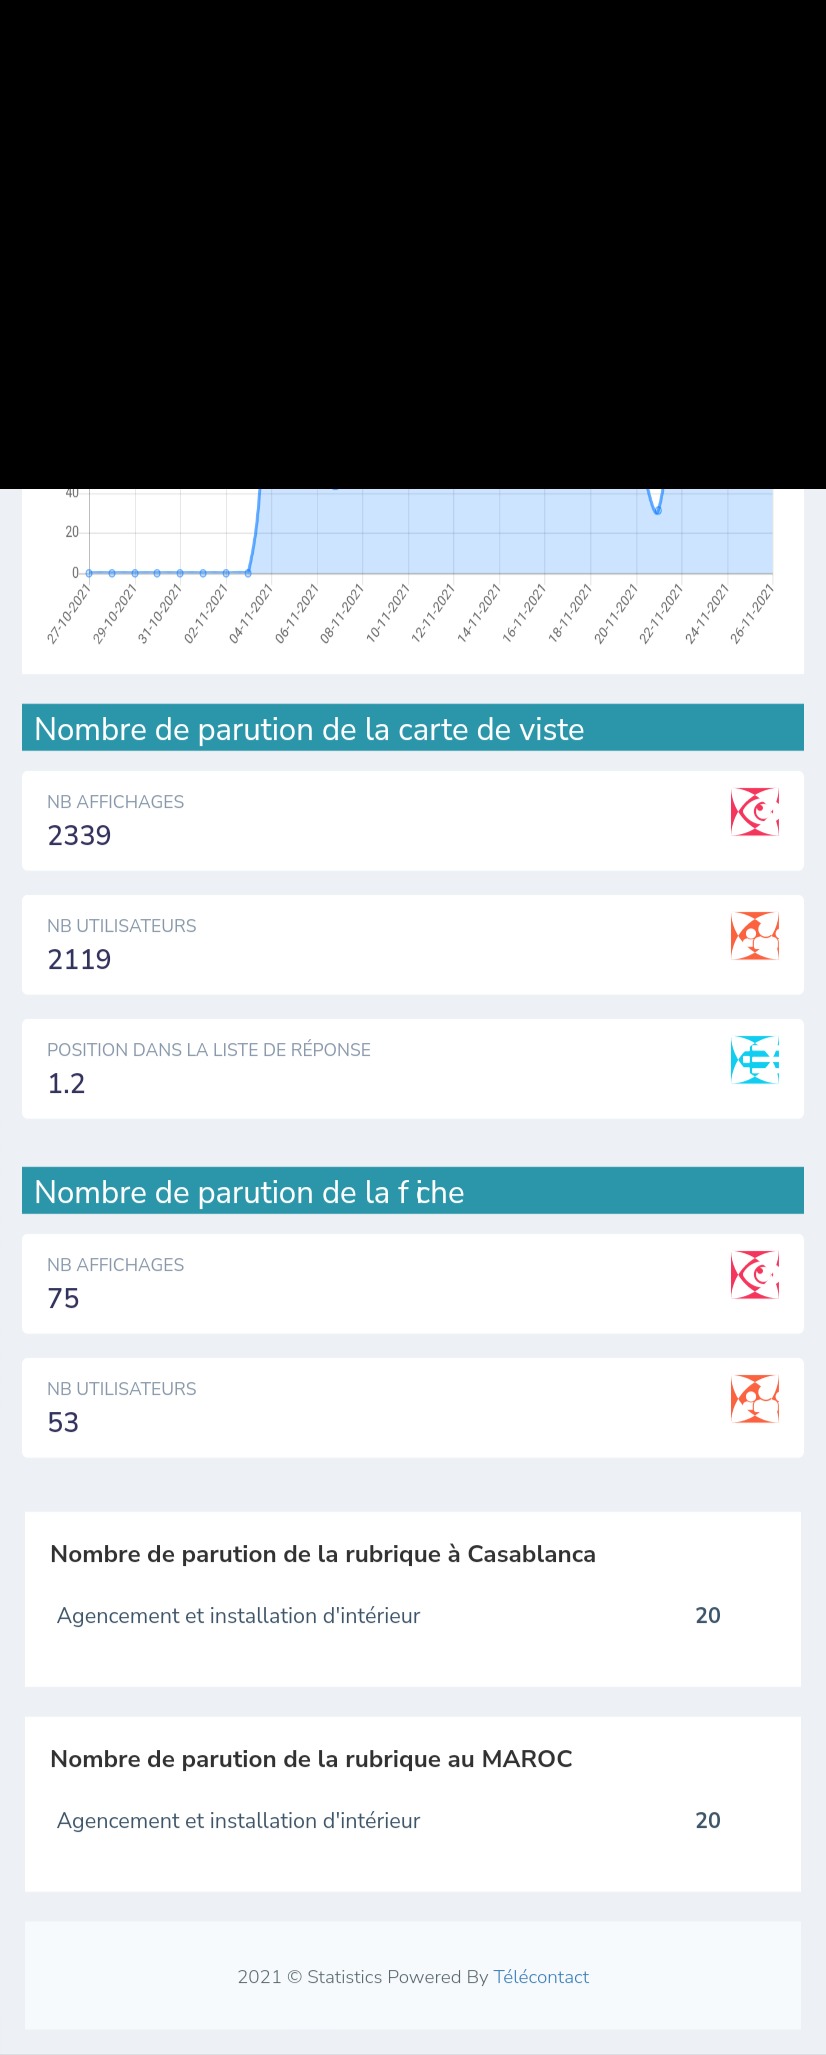 40
20
0
27-10-2021
29-10-2021
31-10-2021
02-11-2021
04-11-2021
06-11-2021
08-11-2021
10-11-2021
12-11-2021
14-11-2021
16-11-2021
18-11-2021
20-11-2021
22-11-2021
24-11-2021
26-11-2021
Nombre de parution de la carte de viste
NB AFFICHAGES
2339
NB UTILISATEURS
2119
POSITION DANS LA LISTE DE RÉPONSE
1.2
Nombre de parution de la fiche
NB AFFICHAGES
75
NB UTILISATEURS
53
Nombre de parution de la rubrique à Casablanca
Agencement et installation d'intérieur 20
Nombre de parution de la rubrique au MAROC
Agencement et installation d'intérieur 20
2021 © Statistics Powered By Télécontact